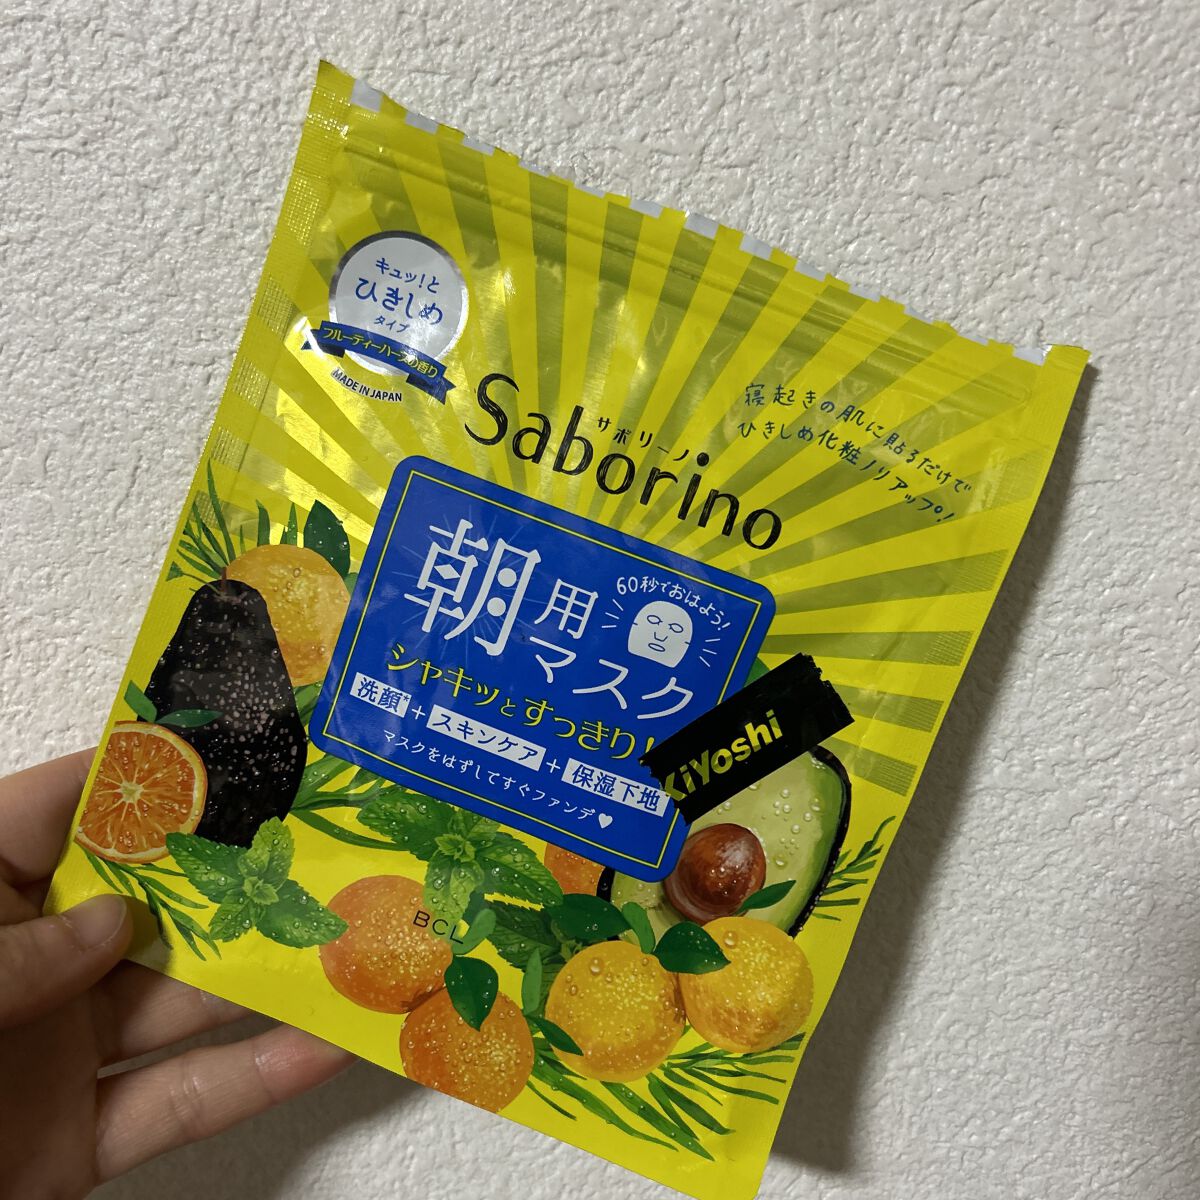 キュッ!と
ひきしめ
タイプ
フルーティーハーブの香り
MADE IN JAPAN
サボリーノ
Saborino
寝起きの肌に貼るだけで
ひきしめ化粧ノリアップ!
60秒でおはよう!
朝用マスク
シャキッとすっきり!
洗顔* + スキンケア + 保湿下地
マスクをはずしてすぐファンデ♥
KiYoshi
BCL